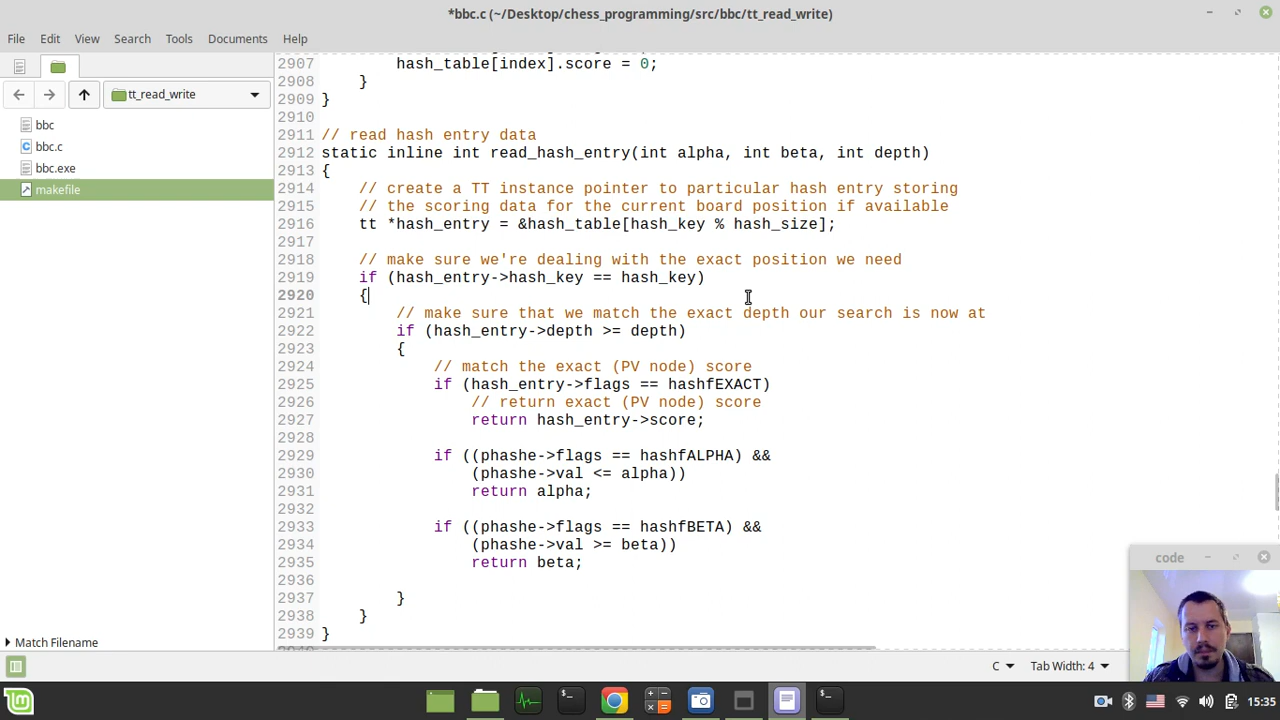 *bbc.c (~/Desktop/chess_programming/src/bbc/tt_read_write)
File Edit View Search Tools Documents Help
tt_read_write
bbc
bbc.c
bbc.exe
makefile
2907 hash_table[index].score = 0;
2908 }
2909 }
2910
2911 // read hash entry data
2912 static inline int read_hash_entry(int alpha, int beta, int depth)
2913 {
2914 // create a TT instance pointer to particular hash entry storing
2915 // the scoring data for the current board position if available
2916 tt *hash_entry = &hash_table[hash_key % hash_size];
2917
2918 // make sure we're dealing with the exact position we need
2919 if (hash_entry->hash_key == hash_key)
2920 {
2921 // make sure that we match the exact depth our search is now at
2922 if (hash_entry->depth >= depth)
2923 {
2924 // match the exact (PV node) score
2925 if (hash_entry->flags == hashfEXACT)
2926 // return exact (PV node) score
2927 return hash_entry->score;
2928
2929 if ((phashe->flags == hashfALPHA) &&
2930 (phashe->val <= alpha))
2931 return alpha;
2932
2933 if ((phashe->flags == hashfBETA) &&
2934 (phashe->val >= beta))
2935 return beta;
2936
2937 }
2938 }
2939 }
code
Match Filename
C Tab Width: 4
15:35